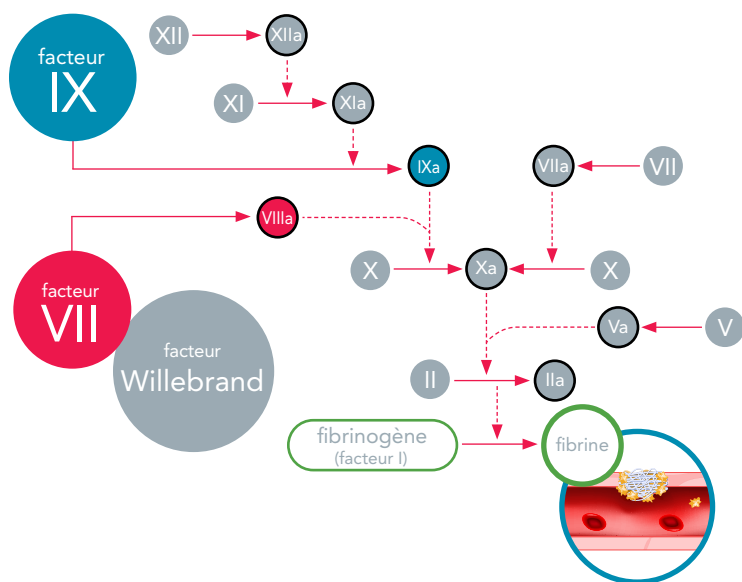 facteur
IX
XII
XIIa
XI
XIa
IXa
VIIa
VII
VIIIa
X
Xa
X
facteur
VII
facteur
Willebrand
Va
V
II
IIa
fibrinogène
(facteur I)
fibrine